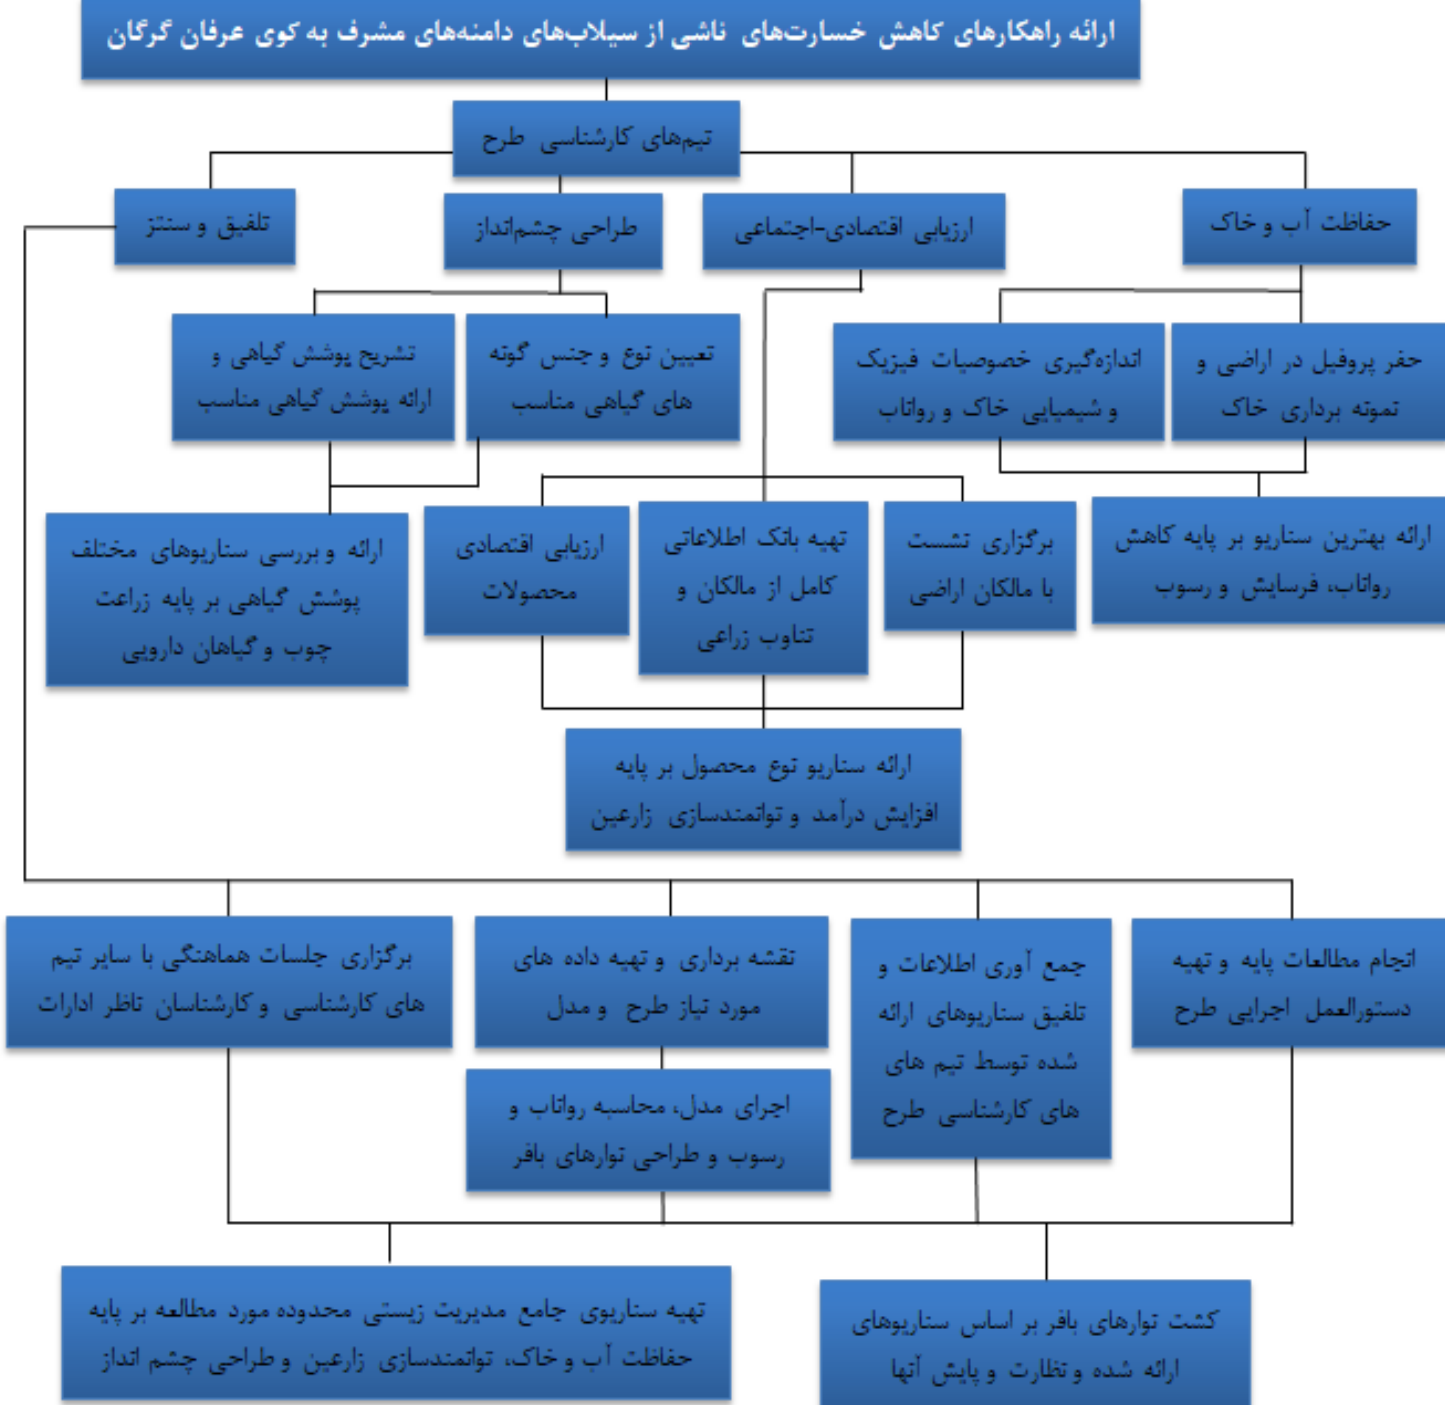 ارائه راهکارهای کاهش خسارت‌های ناشی از سیلاب‌های دامنه‌های مشرف به کوی عرفان گرگان
تیم‌های کارشناسی طرح
حفاظت آب و خاک
ارزیابی اقتصادی-اجتماعی
طراحی چشم‌انداز
تلفیق و سنتز
حفر پروفیل در اراضی و
نمونه برداری خاک
اندازه‌گیری خصوصیات فیزیک
و شیمیایی خاک و رواناب
تعیین نوع و جنس گونه
های گیاهی مناسب
تشریح پوشش گیاهی و
ارائه پوشش گیاهی مناسب
ارائه بهترین سناریو بر پایه کاهش
رواناب، فرسایش و رسوب
برگزاری نشست
با مالکان اراضی
تهیه بانک اطلاعاتی
کامل از مالکان و
تناوب زراعی
ارزیابی اقتصادی
محصولات
ارائه و بررسی سناریوهای مختلف
پوشش گیاهی بر پایه زراعت
چوب و گیاهان دارویی
ارائه سناریو نوع محصول بر پایه
افزایش درآمد و توانمندسازی زارعین
انجام مطالعات پایه و تهیه
دستورالعمل اجرایی طرح
جمع آوری اطلاعات و
تلفیق سناریوهای ارائه
شده توسط تیم های
های کارشناسی طرح
نقشه برداری و تهیه داده های
مورد نیاز طرح و مدل
برگزاری جلسات هماهنگی با سایر تیم
های کارشناسی و کارشناسان ناظر ادارات
اجرای مدل، محاسبه رواناب و
رسوب و طراحی نوارهای بافر
کشت نوارهای بافر بر اساس سناریوهای
ارائه شده و نظارت و پایش آنها
تهیه سناریوی جامع مدیریت زیستی محدوده مورد مطالعه بر پایه
حفاظت آب و خاک، توانمندسازی زارعین و طراحی چشم انداز